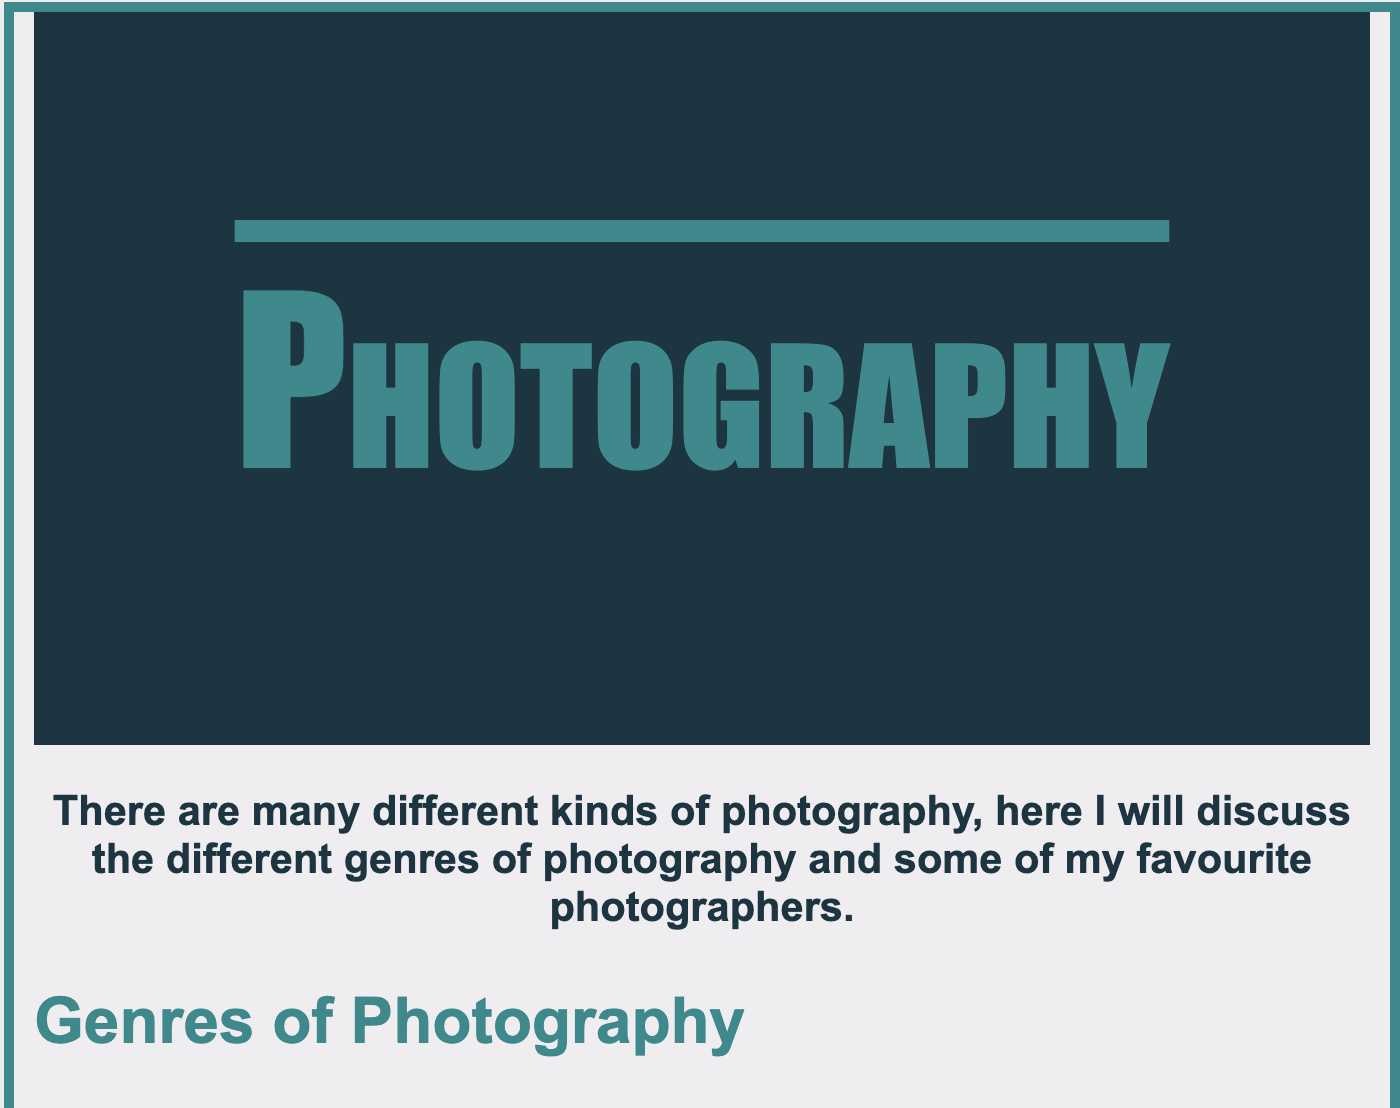 Photography
There are many different kinds of photography, here I will discuss
the different genres of photography and some of my favourite
photographers.
Genres of Photography